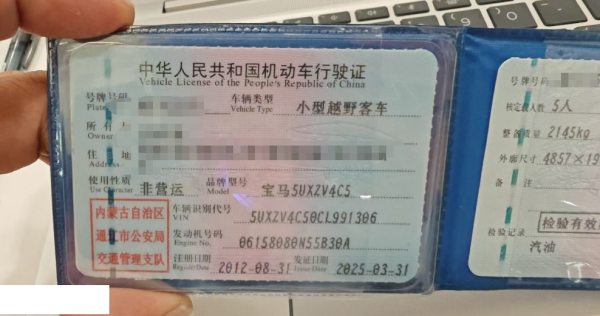 中华人民共和国机动车行驶证
Vehicle License of the People's Republic of China
号牌号码
Plate
车辆类型
Vehicle Type
小型越野客车
所有人
Owner
住 址
Address
使用性质
Use Character
非营运
品牌型号
Model
宝马5UXZV4C5
内蒙古自治区
通辽市公安局
交通管理支队
车辆识别代号
VIN
5UXZV4C50CL991306
发动机号码
Engine No.
06158080N55B30A
注册日期
Register Date
2012-08-31
发证日期
Issue Date
2025-03-31
号牌号码
核定载人数 5人
整备质量 2145kg
外廓尺寸 4857×19
备 注
检验有效
检验记录
汽油